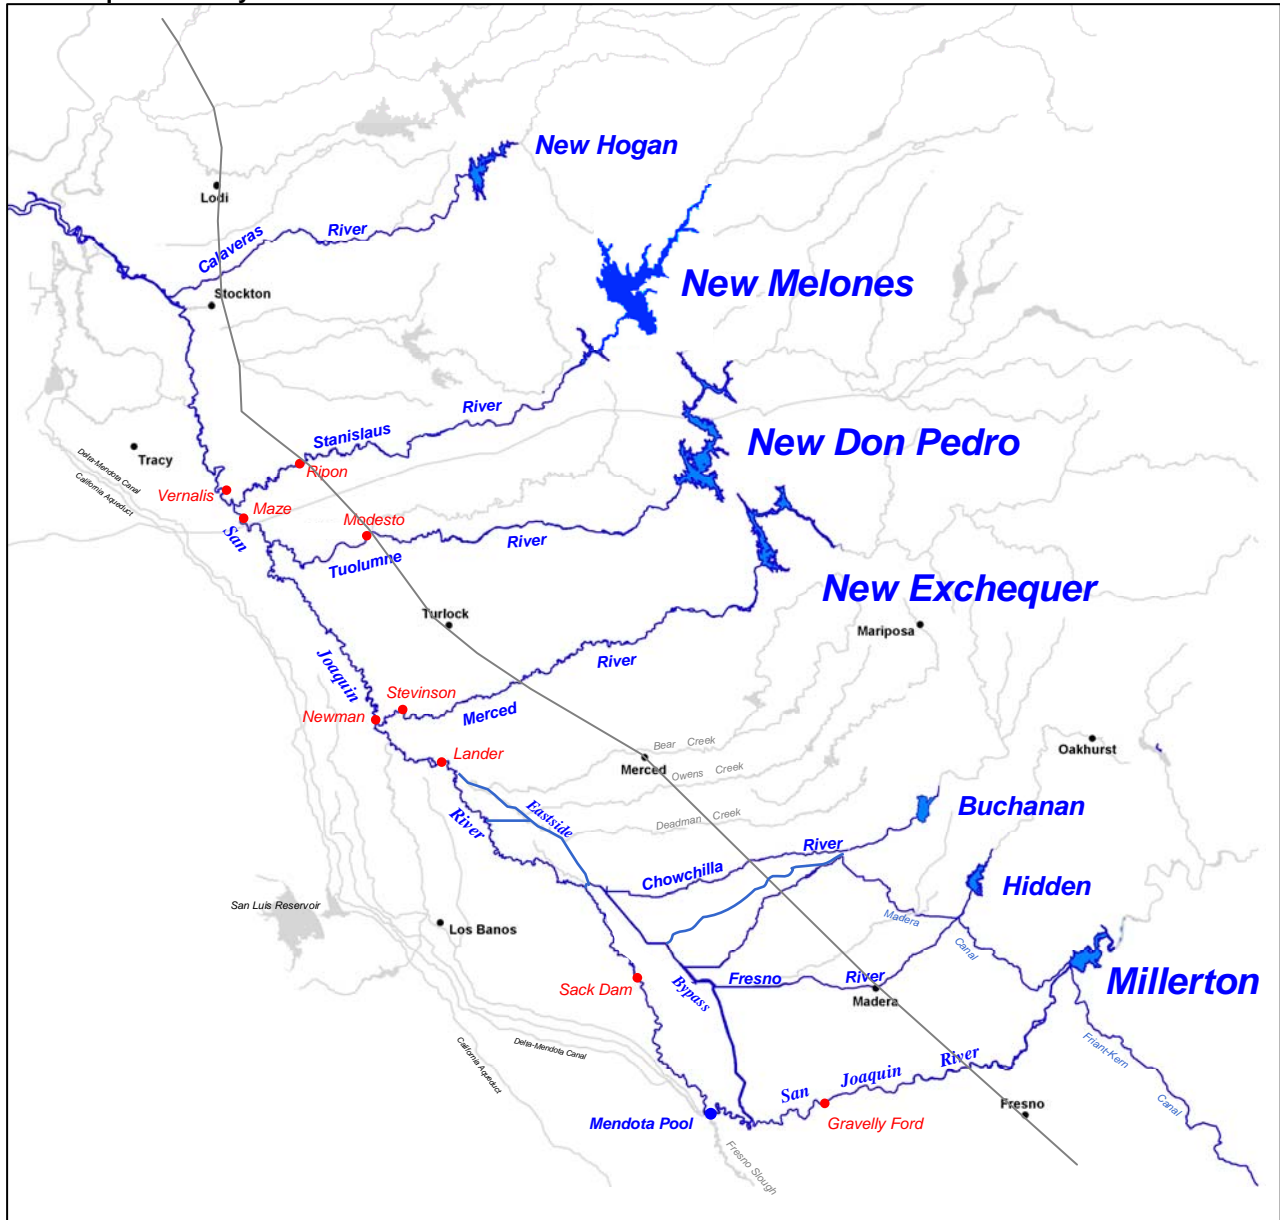 New Hogan
Lodi
River
Calaveras
New Melones
Stockton
River
Stanislaus
New Don Pedro
Tracy
Delta-Mendota Canal
California Aqueduct
Ripon
Vernalis
Maze
Modesto
San
River
Tuolumne
New Exchequer
Turlock
Mariposa
River
Joaquin
Stevinson
Newman
Merced
Lander
Bear Creek
Oakhurst
Merced
Owens Creek
Eastside
Buchanan
River
Deadman Creek
River
Chowchilla
Hidden
San Luis Reservoir
Los Banos
Madera
Canal
Fresno River
Bypass
Sack Dam
Madera
Millerton
Delta-Mendota Canal
California Aqueduct
Friant-Kern
River
Joaquin
San
Fresno
Mendota Pool
Gravelly Ford
Canal
Fresno Slough